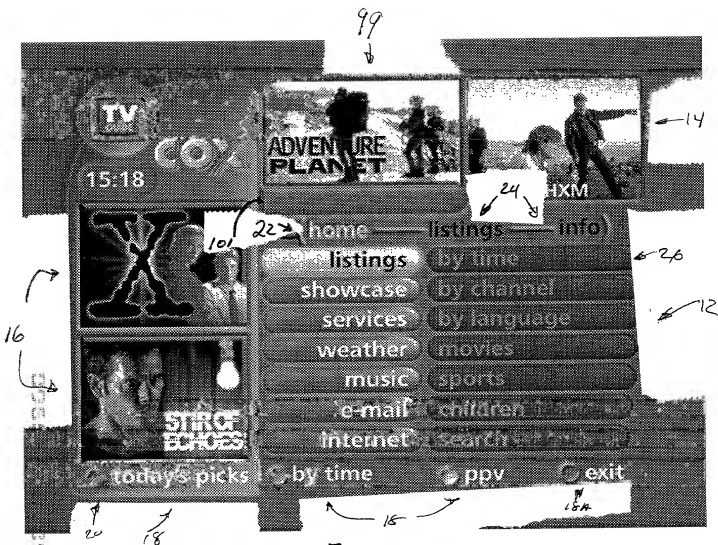 99
TV
COX
ADVENTURE
PLANET
14
15:18
24
HXM
101
22
home listings info
listings by time
26
showcase by channel
services by language
12
16
weather movies
music sports
e-mail children
STIR OF
ECHOES
internet search
today's picks by time ppv exit
20
18
18
18A